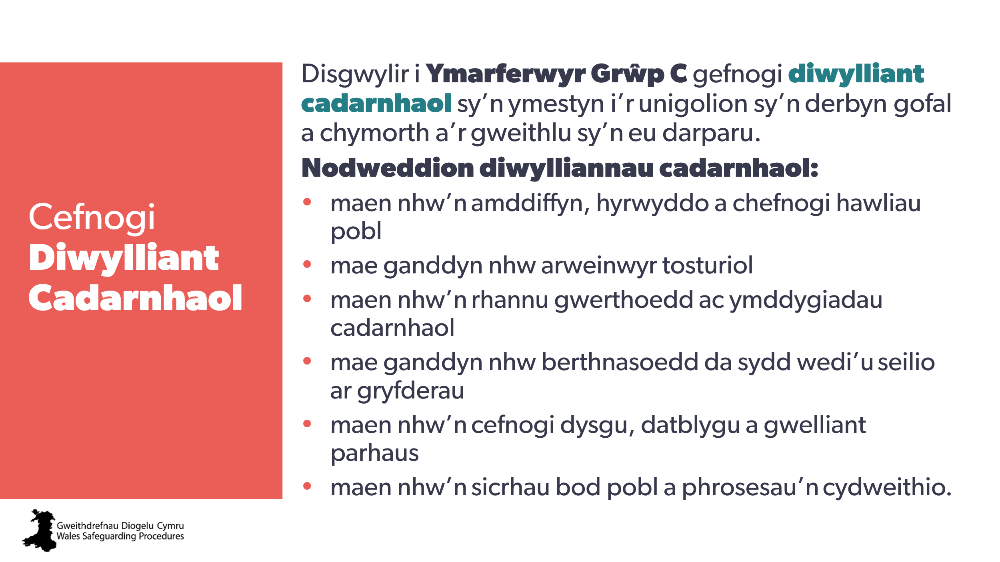 Cefnogi
Diwylliant
Cadarnhaol
Disgwylir i Ymarferwyr Grŵp C gefnogi diwylliant
cadarnhaol sy’n ymestyn i’r unigolion sy’n derbyn gofal
a chymorth a’r gweithlu sy’n eu darparu.
Nodweddion diwylliannau cadarnhaol:
• maen nhw’n amddiffyn, hyrwyddo a chefnogi hawliau
pobl
• mae ganddyn nhw arweinwyr tosturiol
• maen nhw’n rhannu gwerthoedd ac ymddygiadau
cadarnhaol
• mae ganddyn nhw berthnasoedd da sydd wedi’u seilio
ar gryfderau
• maen nhw’n cefnogi dysgu, datblygu a gwelliant
parhaus
• maen nhw’n sicrhau bod pobl a phrosesau’n cydweithio.
Gweithdrefnau Diogelu Cymru
Wales Safeguarding Procedures